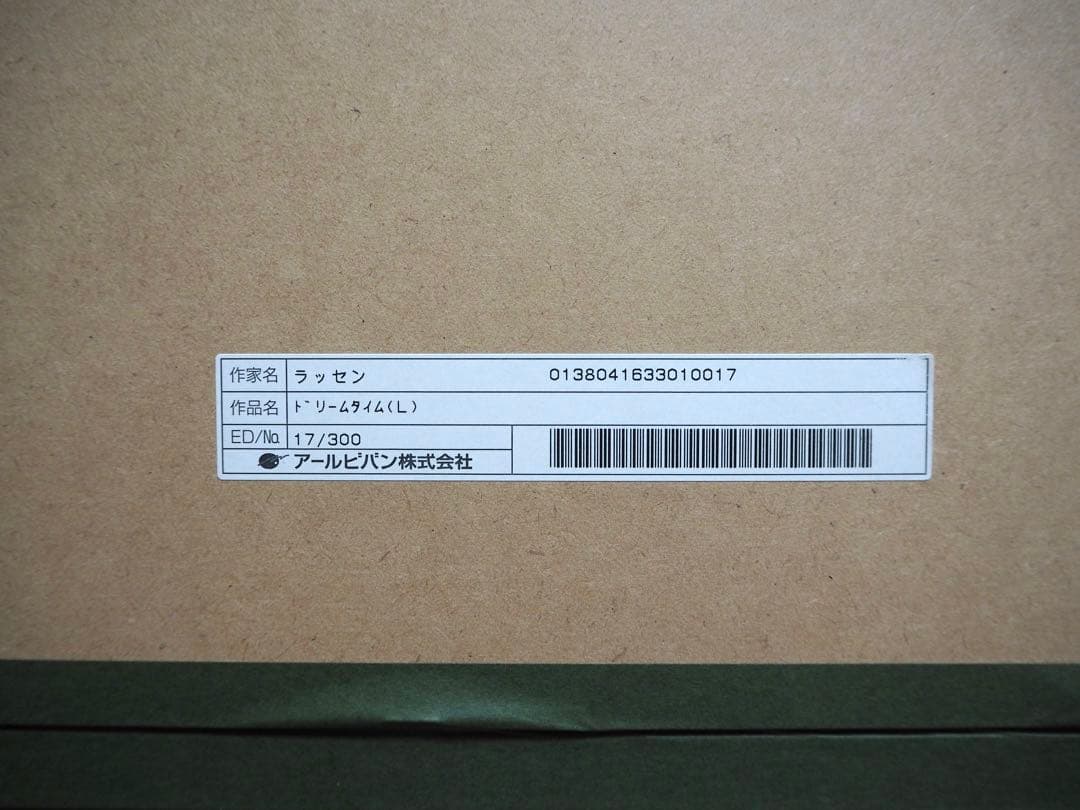 作家名 ラッセン 0138041633010017
作品名 ﾄﾞリームタイム(L)
ED/№ 17/300
アールビバン株式会社